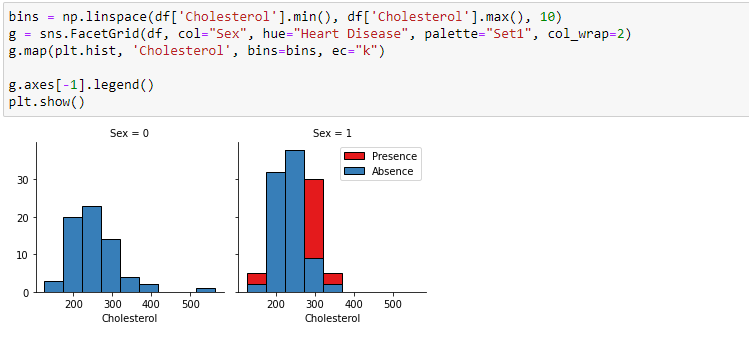 bins = np.linspace(df['Cholesterol'].min(), df['Cholesterol'].max(), 10)
g = sns.FacetGrid(df, col="Sex", hue="Heart Disease", palette="Set1", col_wrap=2)
g.map(plt.hist, 'Cholesterol', bins=bins, ec="k")
g.axes[-1].legend()
plt.show()
Sex = 0
Sex = 1
Presence
Absence
30
20
10
0
200 300 400 500
200 300 400 500
Cholesterol
Cholesterol